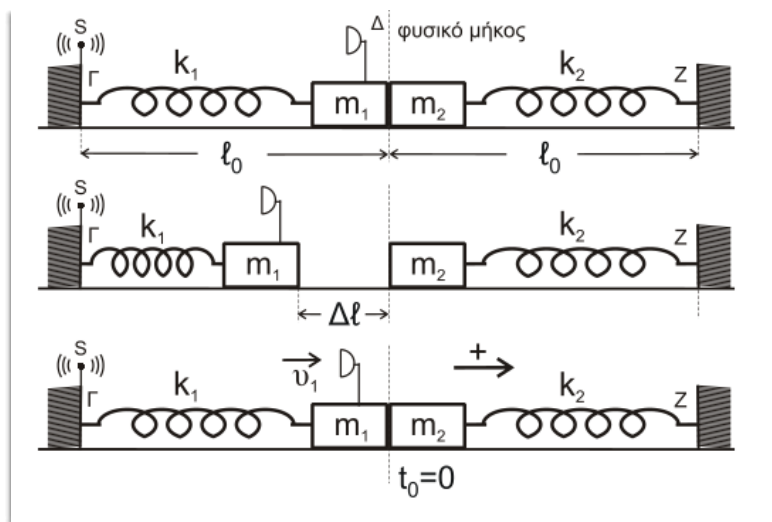 S Δ φυσικό μήκος
Γ k₁ k₂ Z
m₁ m₂
ℓ₀ ℓ₀
S
Γ k₁ k₂ Z
m₁ m₂
Δℓ
S υ₁ +
Γ k₁ k₂ Z
m₁ m₂
t₀=0